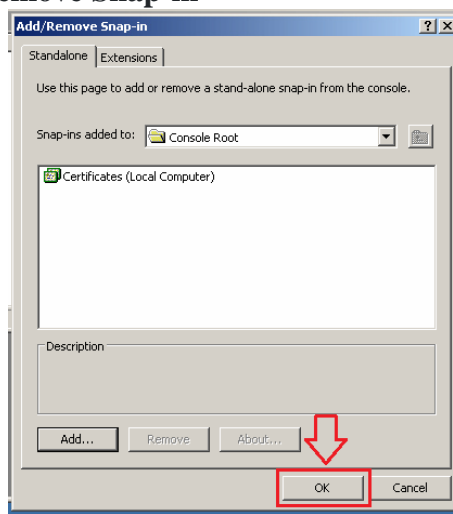 Add/Remove Snap-in
Standalone Extensions
Use this page to add or remove a stand-alone snap-in from the console.
Snap-ins added to: Console Root
Certificates (Local Computer)
Description
Add... Remove About...
OK Cancel